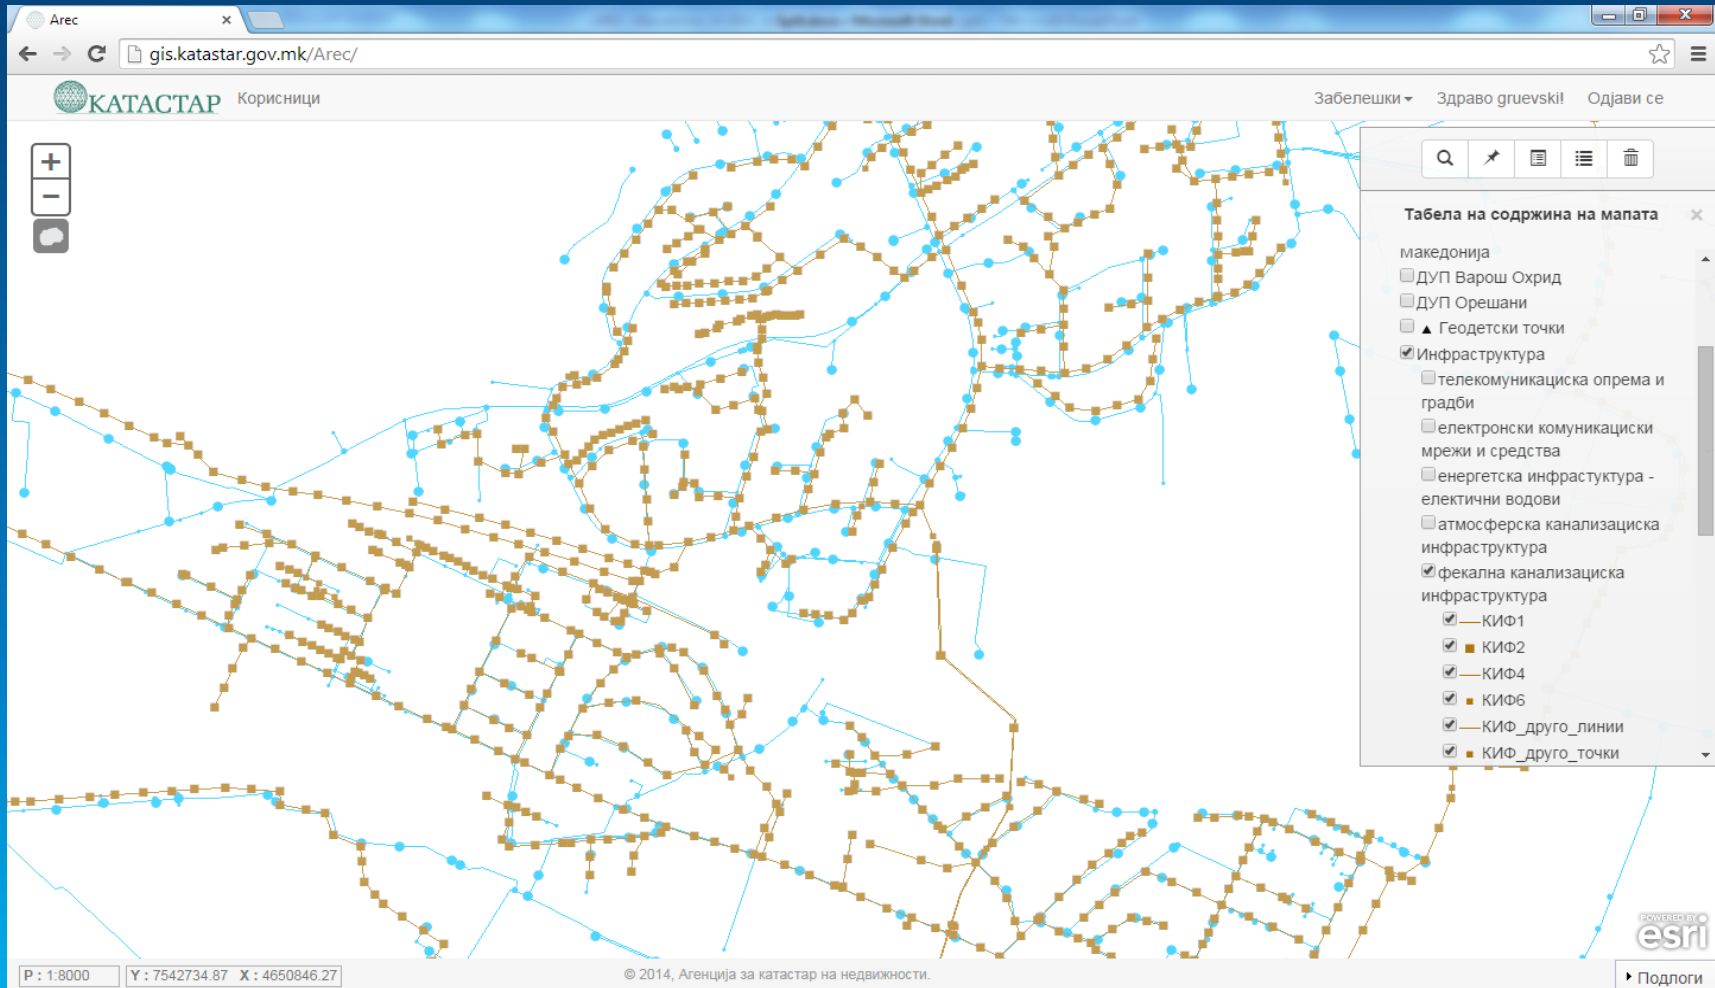 Arec
gis.katastar.gov.mk/Arec/
КАТАСТАР
Корисници
Забелешки
Здраво gruevski!
Одјави се
Табела на содржина на мапата
Македонија
ДУП Варош Охрид
ДУП Орешани
Геодетски точки
Инфраструктура
телекомуникациска опрема и
градби
електронски комуникациски
мрежи и средства
енергетска инфрастуктура -
електични водови
атмосферска канализациска
инфраструктура
фекална канализациска
инфраструктура
КИФ1
КИФ2
КИФ4
КИФ6
КИФ_друго_линии
КИФ_друго_точки
POWERED BY
esri
P : 1:8000
Y : 7542734.87 X : 4650846.27
© 2014, Агенција за катастар на недвижности.
Подлоги